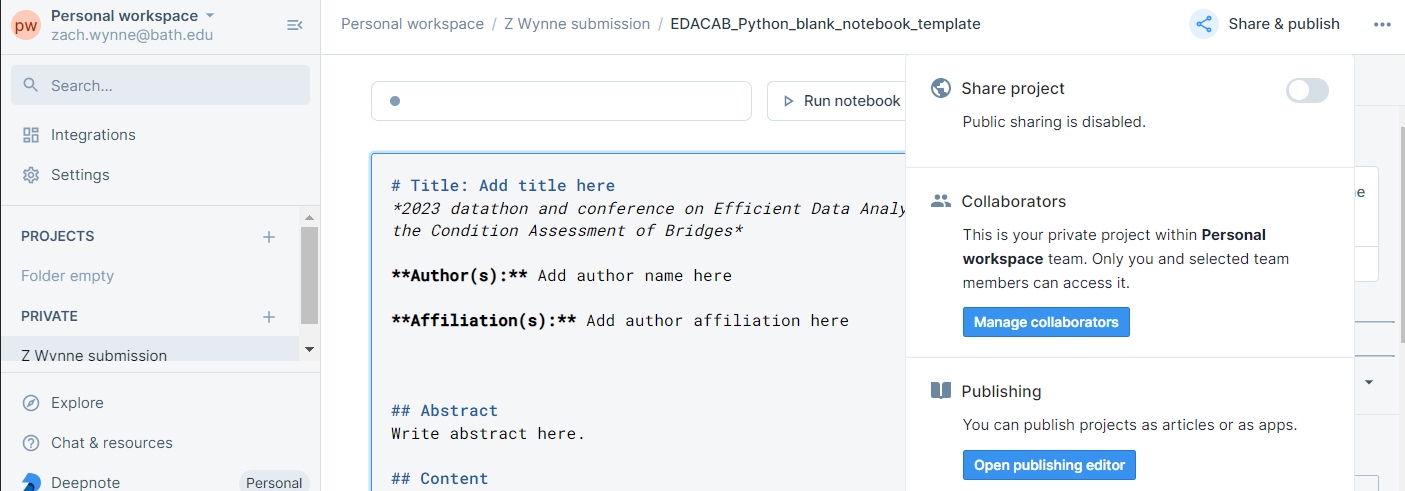 pw
Personal workspace
zach.wynne@bath.edu
Search...
Integrations
Settings
PROJECTS
Folder empty
PRIVATE
Z Wynne submission
Explore
Chat & resources
Deepnote
Personal
Personal workspace / Z Wynne submission / EDACAB_Python_blank_notebook_template
Share & publish
Run notebook
# Title: Add title here
*2023 datathon and conference on Efficient Data Analy
the Condition Assessment of Bridges*
**Author(s):** Add author name here
**Affiliation(s):** Add author affiliation here
## Abstract
Write abstract here.
## Content
Share project
Public sharing is disabled.
Collaborators
This is your private project within Personal
workspace team. Only you and selected team
members can access it.
Manage collaborators
Publishing
You can publish projects as articles or as apps.
Open publishing editor